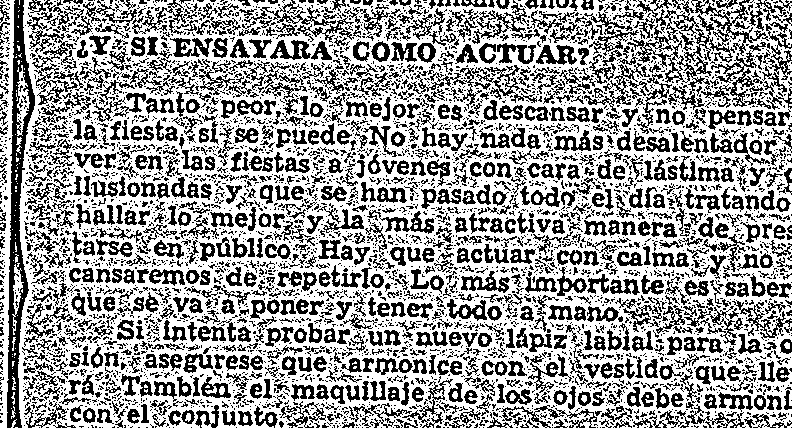 lo mismo ahora.
¿Y SI ENSAYARA COMO ACTUAR?
Tanto peor, lo mejor es descansar y no pensar
la fiesta, si se puede. No hay nada más desalentador
ver en las fiestas a jóvenes con cara de lástima y
ilusionadas y que se han pasado todo el día tratando
hallar lo mejor y la más atractiva manera de pres
tarse en público. Hay que actuar con calma y no
cansaremos de repetirlo. Lo más importante es saber
que se va a poner y tener todo a mano.
Si intenta probar un nuevo lápiz labial para la o
sión, asegúrese que armonice con el vestido que lle
rá. También el maquillaje de los ojos debe armoni
con el conjunto.